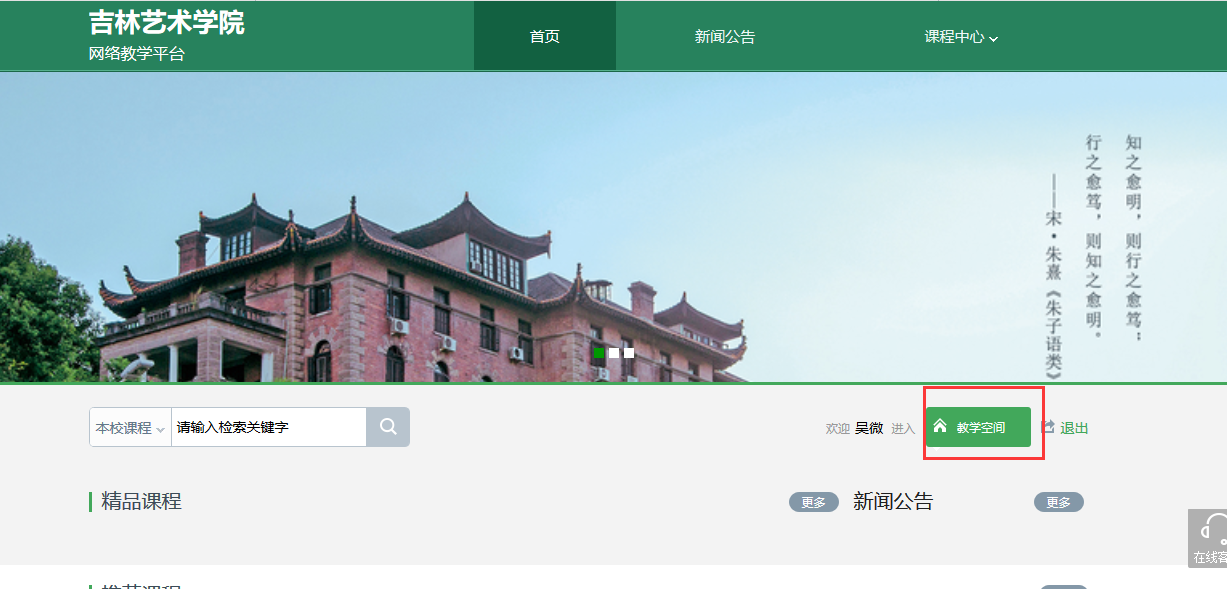 吉林艺术学院
网络教学平台
首页
新闻公告
课程中心
知之愈明，则行之愈笃；
行之愈笃，则知之愈明。
——宋·朱熹《朱子语类》
本校课程
请输入检索关键字
欢迎 吴微 进入
教学空间
退出
精品课程
更多
新闻公告
更多
在线客